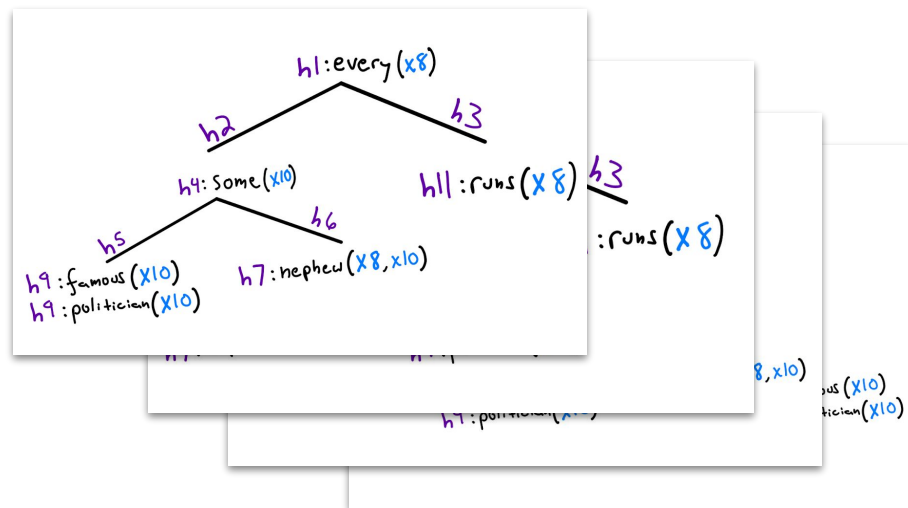 h1:every(x8)
h2
h3
h4:some(x10)
h11:runs(x8)
h3
h5
h6
:runs(x8)
h9:famous(x10)
h7:nephew(x8,x10)
h9:politician(x10)
8,x10)
(x10)
(x10)